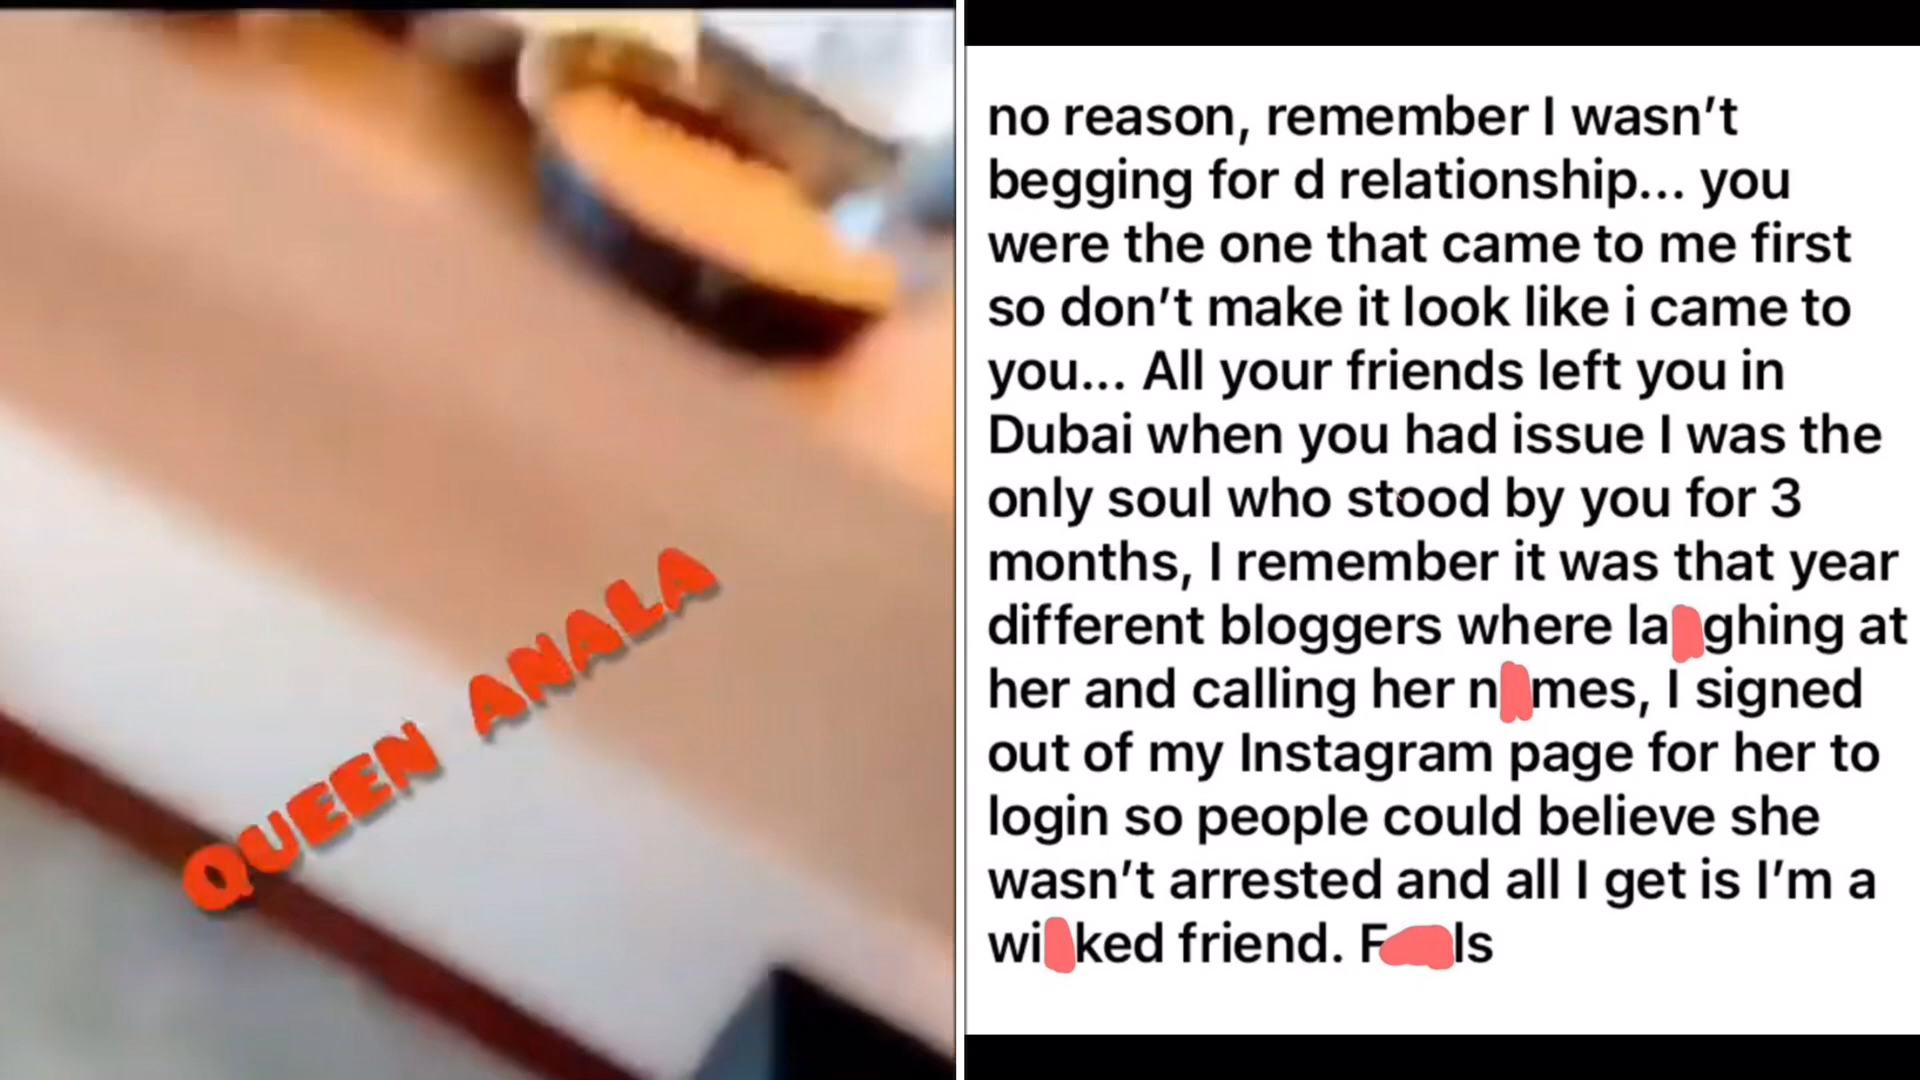 QUEEN ANALA
no reason, remember I wasn't
begging for d relationship... you
were the one that came to me first
so don't make it look like i came to
you... All your friends left you in
Dubai when you had issue I was the
only soul who stood by you for 3
months, I remember it was that year
different bloggers where la ghing at
her and calling her n mes, I signed
out of my Instagram page for her to
login so people could believe she
wasn't arrested and all I get is I'm a
wi ked friend. F ls